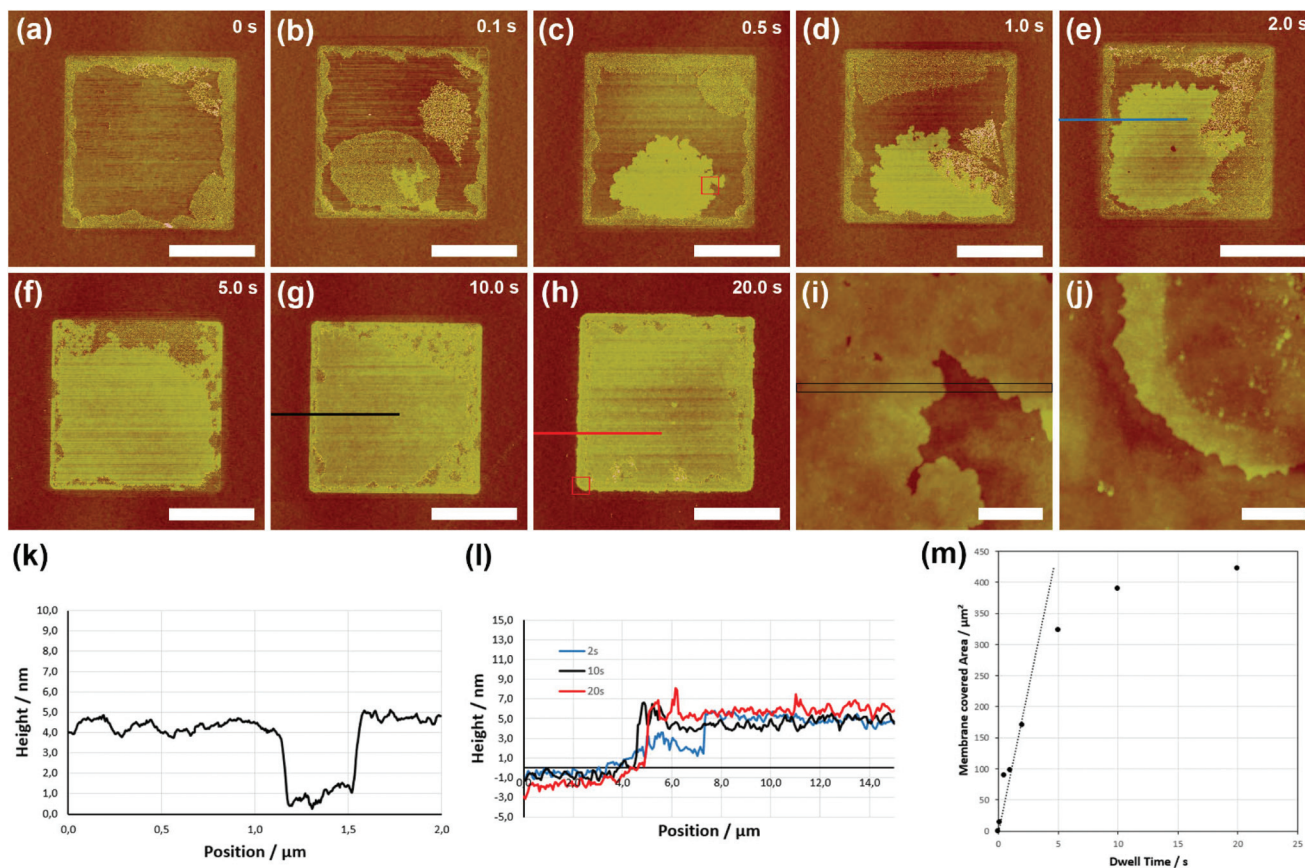 (a) 0 s
(b) 0.1 s
(c) 0.5 s
(d) 1.0 s
(e) 2.0 s
(f) 5.0 s
(g) 10.0 s
(h) 20.0 s
(i)
(j)
(k)
10,0
9,0
8,0
7,0
6,0
5,0
4,0
3,0
2,0
1,0
0,0
Height / nm
0,0 0,5 1,0 1,5 2,0
Position / µm
(l)
15,0
13,0
11,0
9,0
7,0
5,0
3,0
1,0
-1,0
-3,0
-5,0
Height / nm
2s
10s
20s
0,0 2,0 4,0 6,0 8,0 10,0 12,0 14,0
Position / µm
(m)
450
400
350
300
250
200
150
100
50
0
Membrane covered Area / µm²
0 5 10 15 20 25
Dwell Time / s